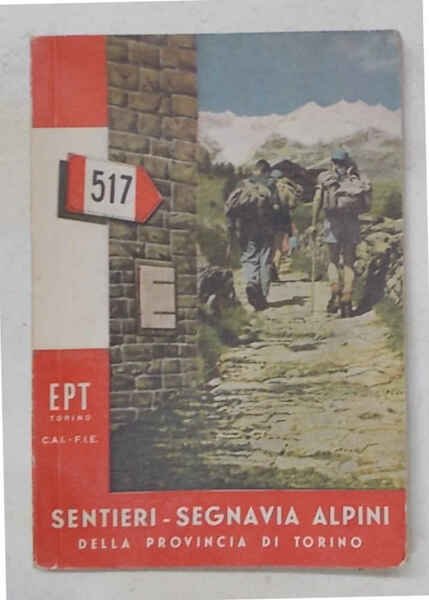 517
EPT
TORINO
C.A.I. - F.I.E.
SENTIERI - SEGNAVIA ALPINI
DELLA PROVINCIA DI TORINO